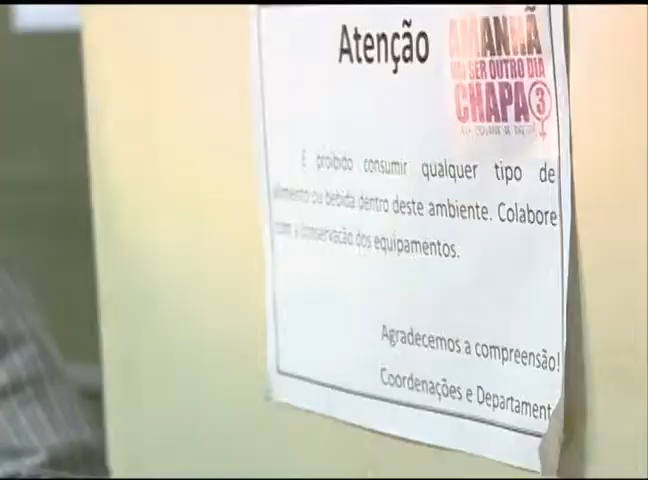 Atenção
AMANHÃ
VAI SER OUTRO DIA
CHAPA 3
É proibido consumir qualquer tipo de
alimento ou bebida dentro deste ambiente. Colabore
com a conservação dos equipamentos.
Agradecemos a compreensão!
Coordenações e Departament